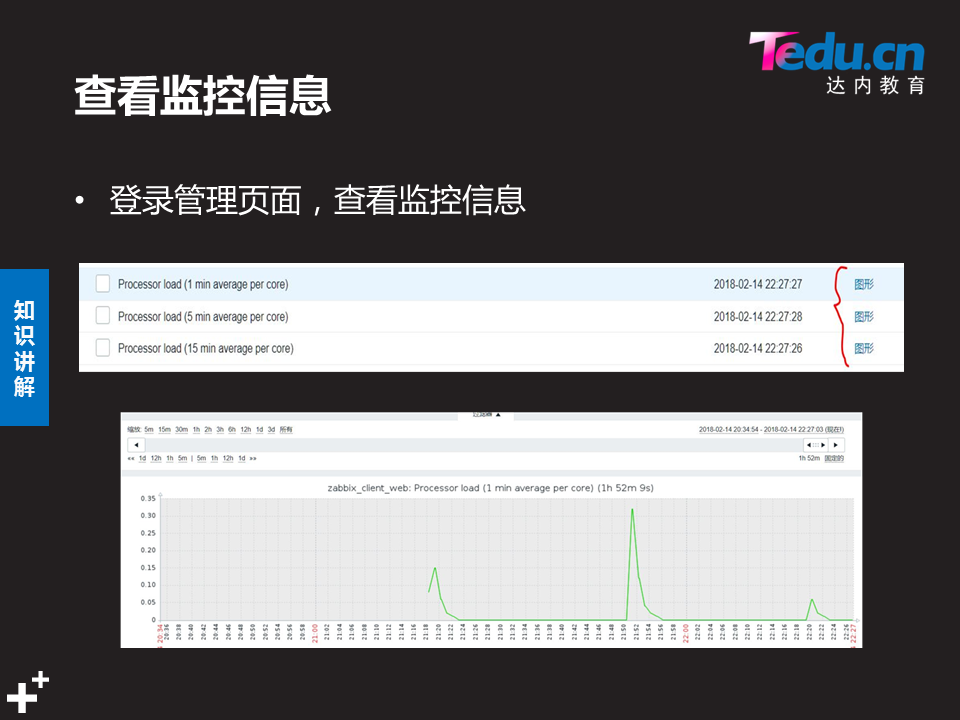 Tedu.cn
达内教育
查看监控信息
• 登录管理页面，查看监控信息
知识讲解
Processor load (1 min average per core) 2018-02-14 22:27:27 图形
Processor load (5 min average per core) 2018-02-14 22:27:28 图形
Processor load (15 min average per core) 2018-02-14 22:27:26 图形
过滤器 ▲
缩放: 5m 15m 30m 1h 2h 3h 6h 12h 1d 3d 所有 2018-02-14 20:34:54 - 2018-02-14 22:27:03 (现在!)
«« 1d 12h 1h 5m | 5m 1h 12h 1d »» 1h 52m 固定的
zabbix_client_web: Processor load (1 min average per core) (1h 52m 9s)
0.35
0.30
0.25
0.20
0.15
0.10
0.05
0
20:34 20:36 20:38 20:40 20:42 20:44 20:46 20:48 20:50 20:52 20:54 20:56 20:58 21:00 21:02 21:04 21:06 21:08 21:10 21:12 21:14 21:16 21:18 21:20 21:22 21:24 21:26 21:28 21:30 21:32 21:34 21:36 21:38 21:40 21:42 21:44 21:46 21:48 21:50 21:52 21:54 21:56 21:58 22:00 22:02 22:04 22:06 22:08 22:10 22:12 22:14 22:16 22:18 22:20 22:22 22:24 22:26 22:27